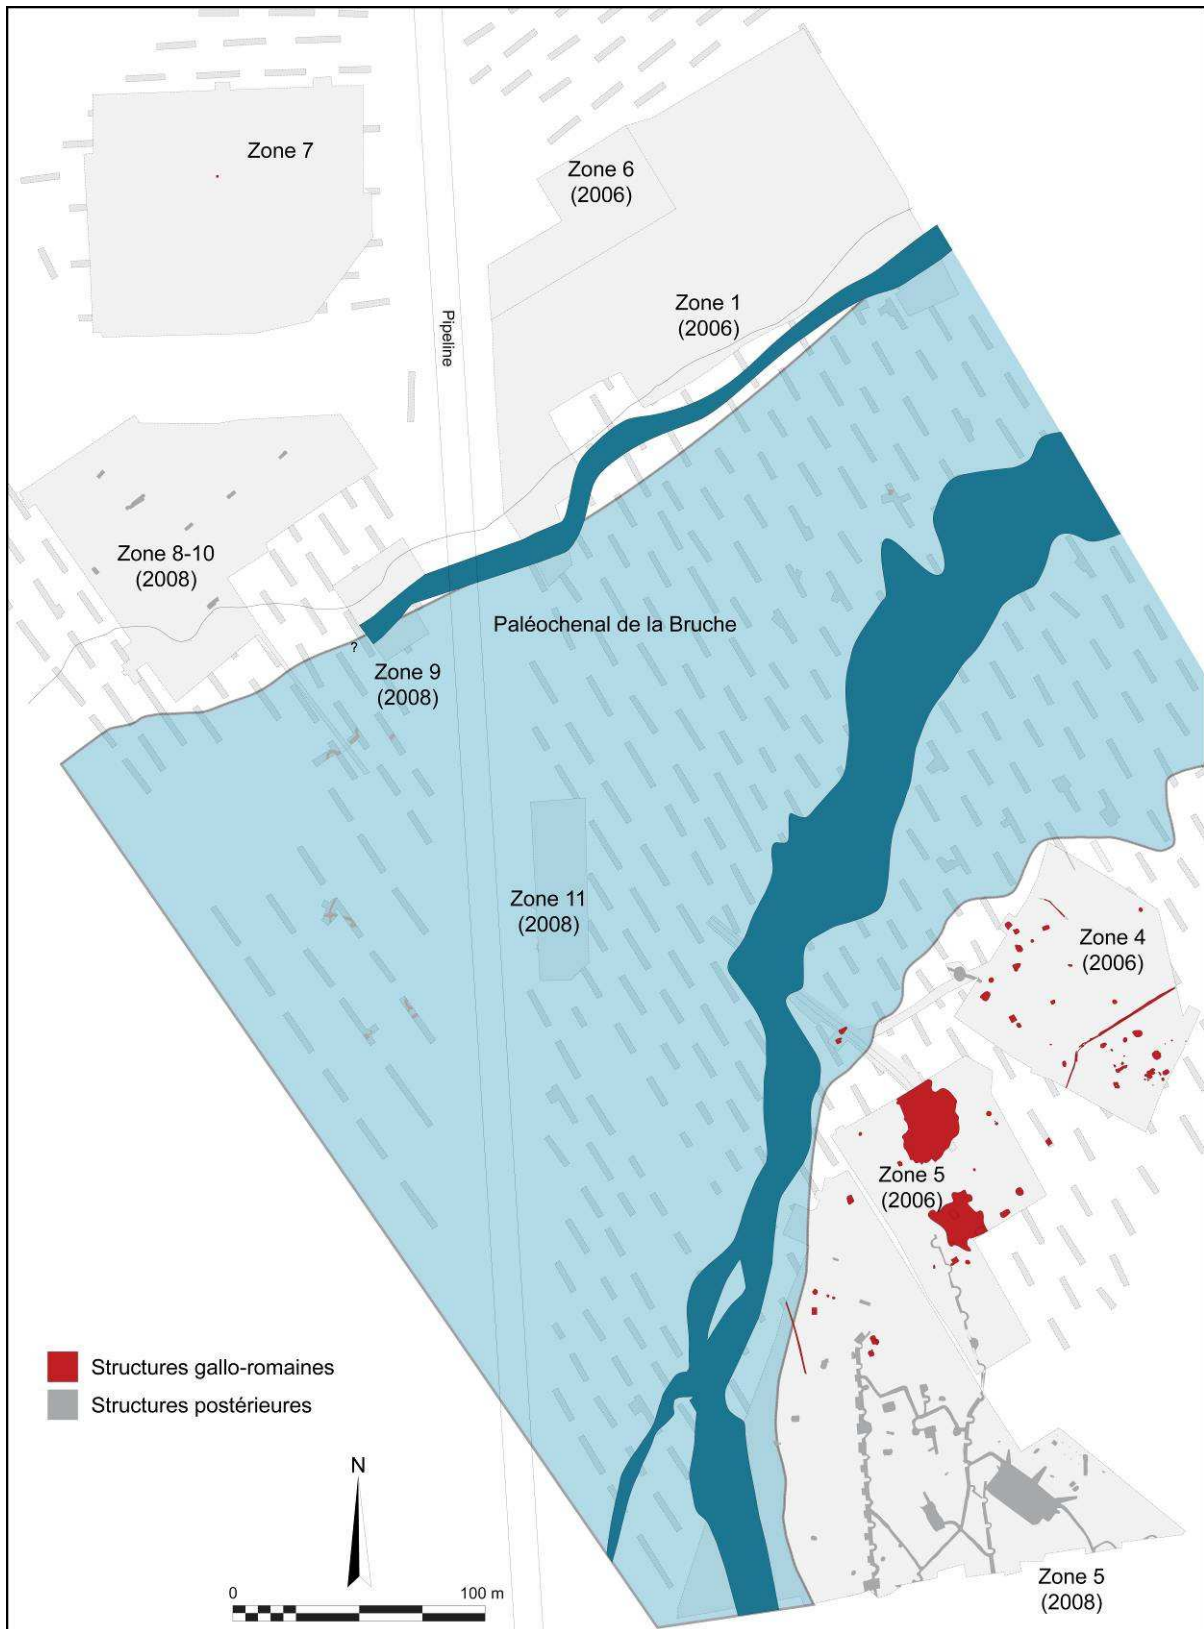 Zone 7
Zone 6
(2006)
Zone 1
(2006)
Pipeline
Zone 8-10
(2008)
Paléochenal de la Bruche
?
Zone 9
(2008)
Zone 11
(2008)
Zone 4
(2006)
Zone 5
(2006)
Structures gallo-romaines
Structures postérieures
N
0
100 m
Zone 5
(2008)